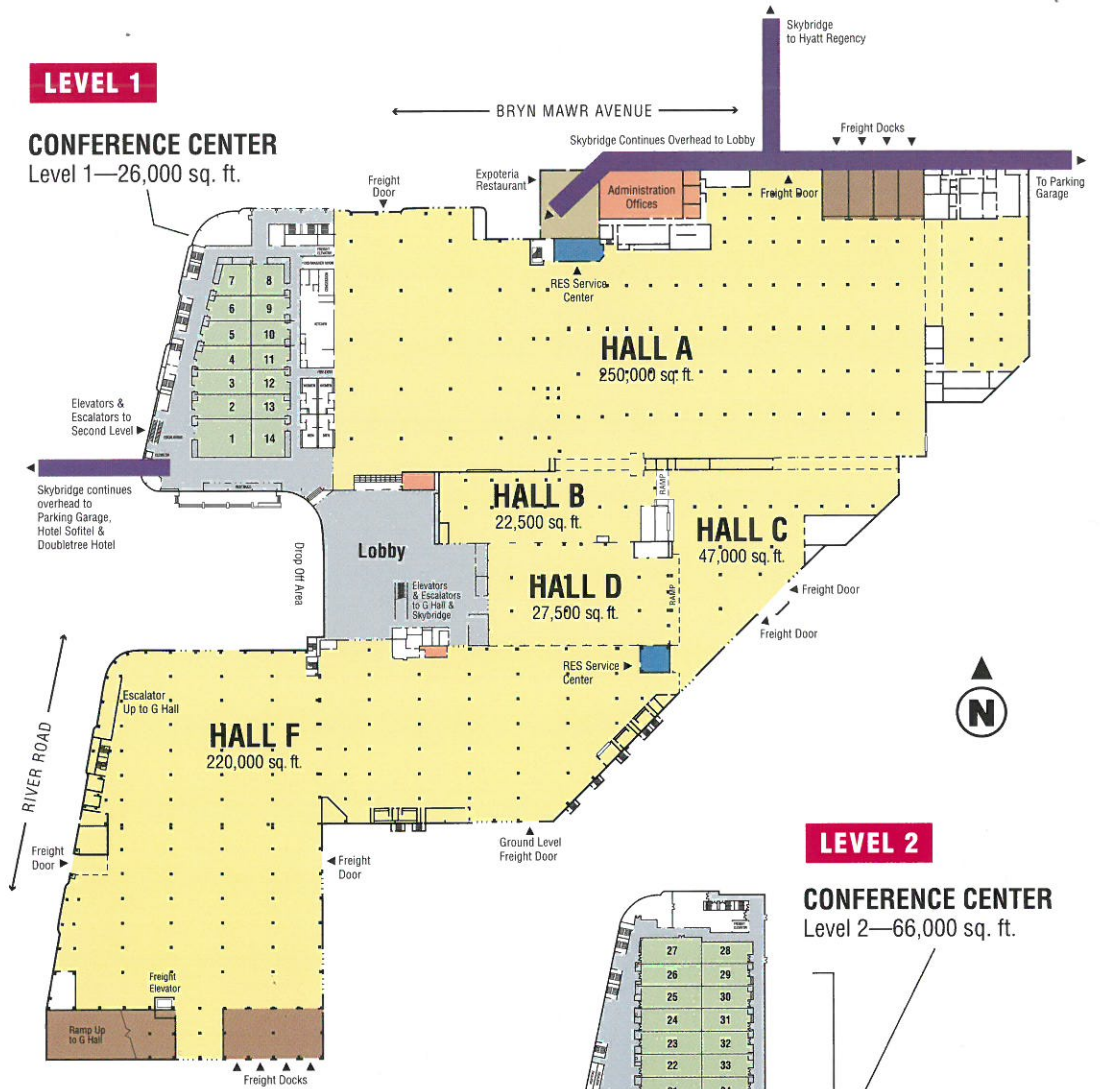 LEVEL 1
CONFERENCE CENTER
Level 1—26,000 sq. ft.
Skybridge
to Hyatt Regency
BRYN MAWR AVENUE
Skybridge Continues Overhead to Lobby
Freight Docks
To Parking
Garage
Freight
Door
Expoteria
Restaurant
Administration
Offices
Freight Door
RES Service
Center
7
8
6
9
5
10
4
11
3
12
2
13
1
14
HALL A
250,000 sq. ft.
Elevators &
Escalators to
Second Level
Skybridge continues
overhead to
Parking Garage,
Hotel Sofitel &
Doubletree Hotel
HALL B
22,500 sq. ft.
RAMP
HALL C
47,000 sq. ft.
Lobby
Drop Off Area
Elevators
& Escalators
to G Hall &
Skybridge
HALL D
27,500 sq. ft.
RAMP
Freight Door
Freight Door
RES Service
Center
N
RIVER ROAD
Escalator
Up to G Hall
HALL F
220,000 sq. ft.
Freight
Door
Freight
Door
Ground Level
Freight Door
Freight
Elevator
Ramp Up
to G Hall
Freight Docks
LEVEL 2
CONFERENCE CENTER
Level 2—66,000 sq. ft.
27
28
26
29
25
30
24
31
23
32
22
33